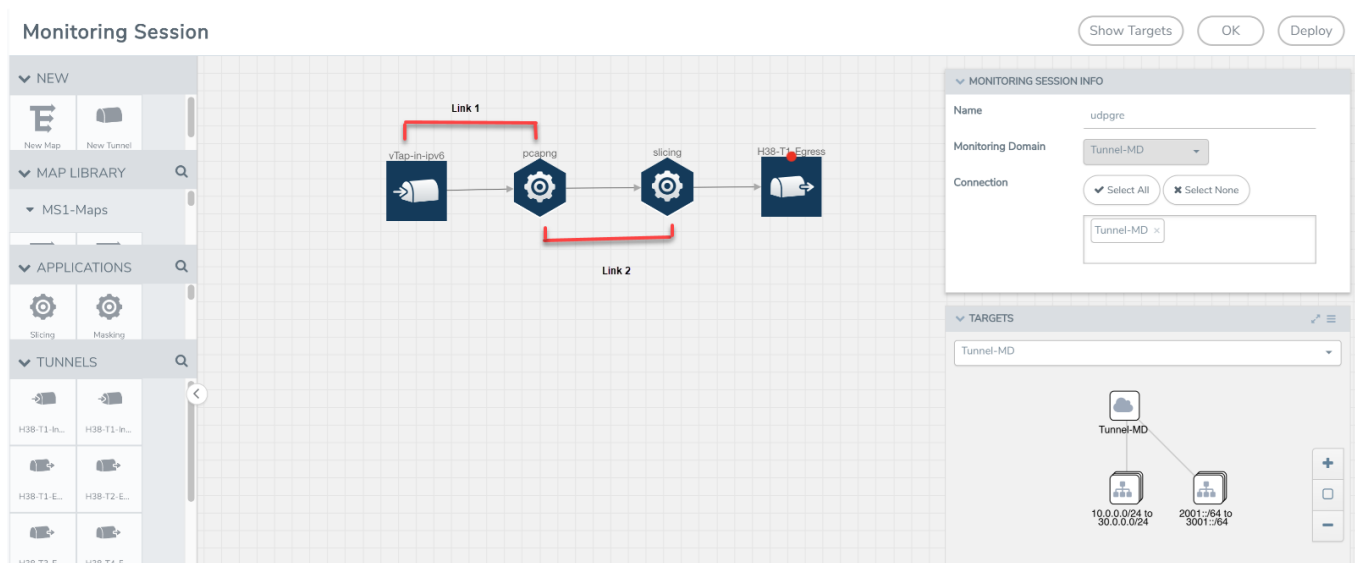 Monitoring Session
Show Targets
OK
Deploy
NEW
New Map
New Tunnel
MAP LIBRARY
MS1-Maps
APPLICATIONS
Slicing
Masking
TUNNELS
H38-T1-In...
H38-T1-In...
H38-T1-E...
H38-T2-E...
Link 1
vTap-in-ipv6
pcapng
slicing
H38-T1-Egress
Link 2
MONITORING SESSION INFO
Name
udpgre
Monitoring Domain
Tunnel-MD
Connection
✔ Select All
✖ Select None
Tunnel-MD ×
TARGETS
Tunnel-MD
Tunnel-MD
10.0.0.0/24 to
30.0.0.0/24
2001::/64 to
3001::/64